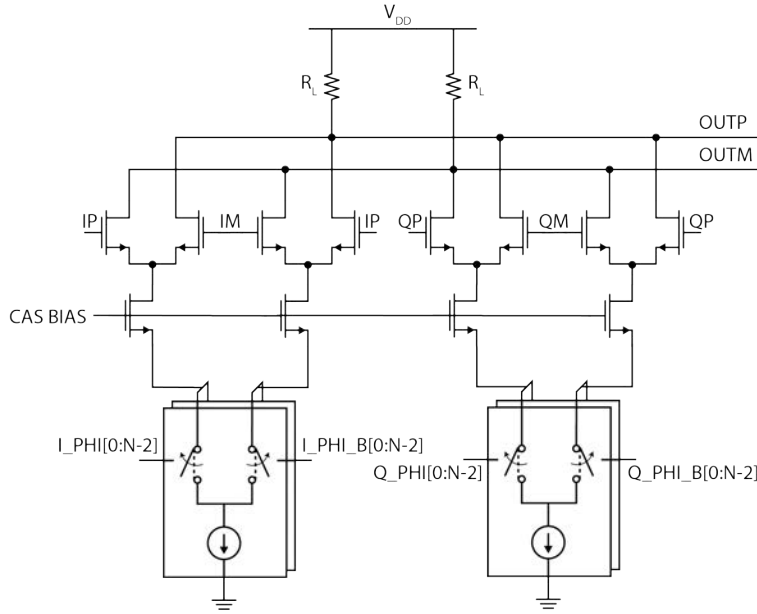 VDD
RL RL
OUTP
OUTM
IP IM IP QP QM QP
CAS BIAS
I_PHI[0:N-2] I_PHI_B[0:N-2] Q_PHI[0:N-2] Q_PHI_B[0:N-2]